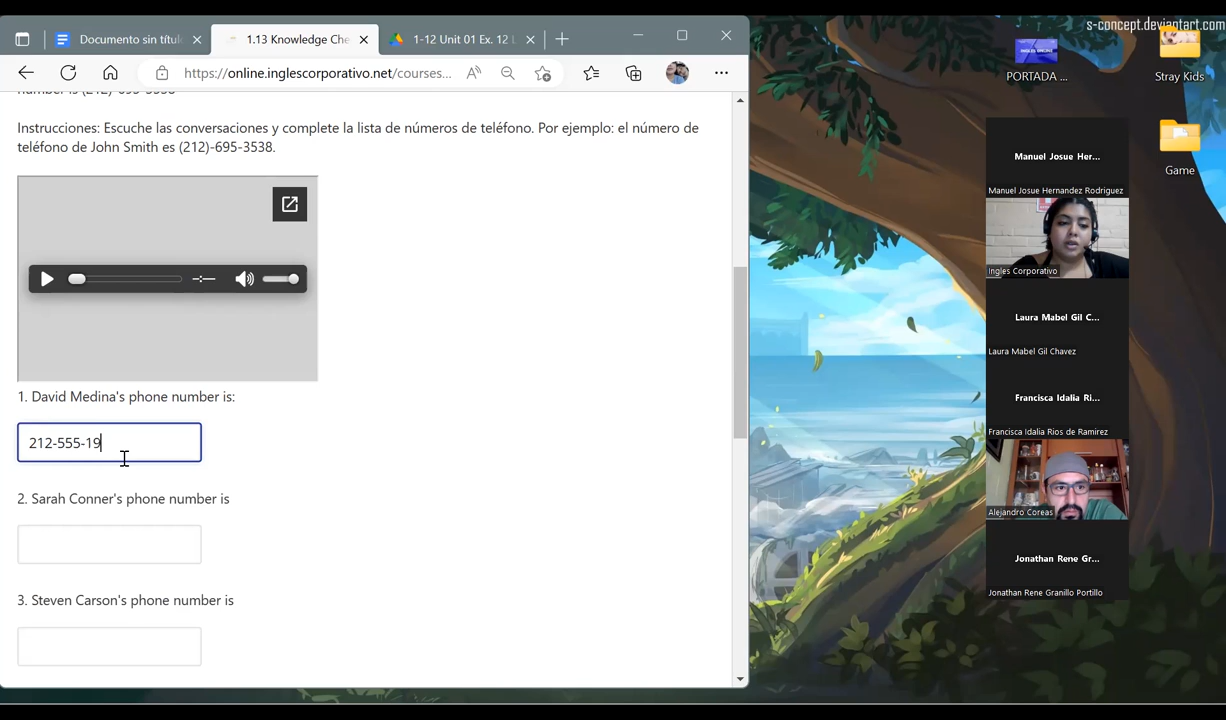 s-concept.deviantart.com
Documento sin títul
1.13 Knowledge Che
1-12 Unit 01 Ex. 12 L
https://online.inglescorporativo.net/courses...
PORTADA ...
Stray Kids
Game
Instrucciones: Escuche las conversaciones y complete la lista de números de teléfono. Por ejemplo: el número de
teléfono de John Smith es (212)-695-3538.
1. David Medina's phone number is:
212-555-19
2. Sarah Conner's phone number is
3. Steven Carson's phone number is
Manuel Josue Her...
Manuel Josue Hernandez Rodriguez
Ingles Corporativo
Laura Mabel Gil C...
Laura Mabel Gil Chavez
Francisca Idalia Ri...
Francisca Idalia Rios de Ramirez
Alejandro Coreas
Jonathan Rene Gr...
Jonathan Rene Granillo Portillo